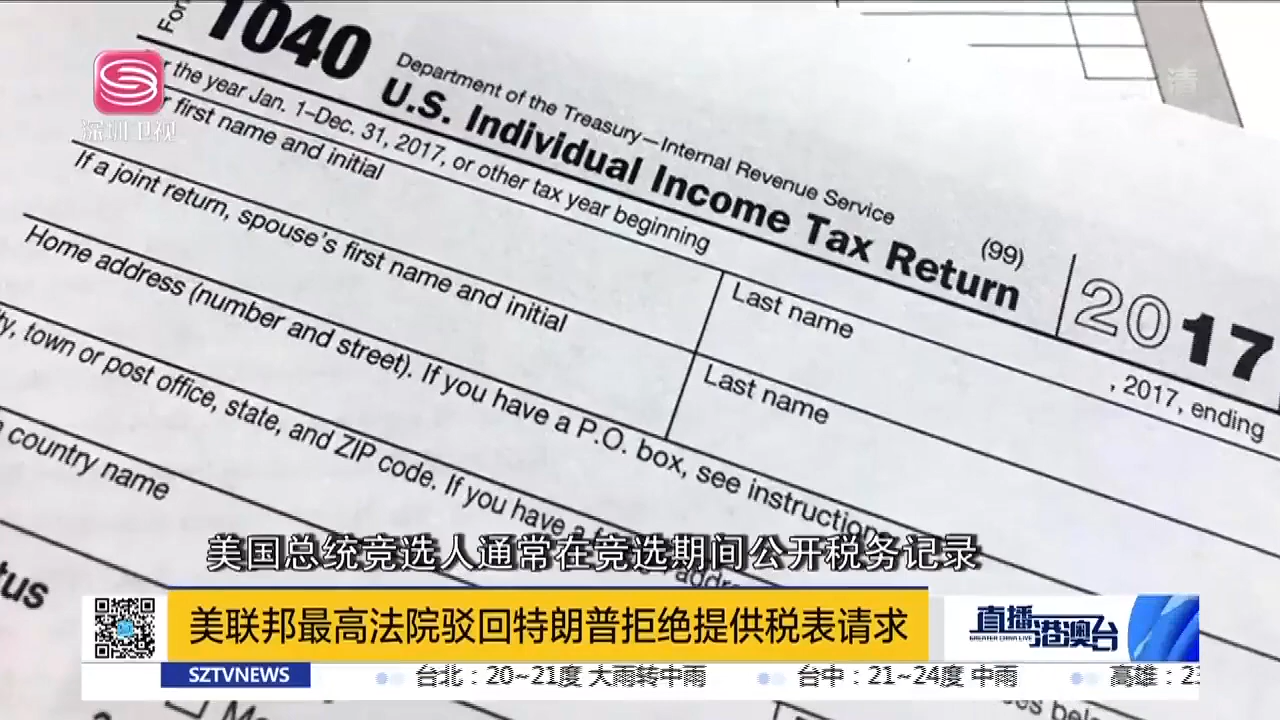 For
1040
Department of the Treasury—Internal Revenue Service
U.S. Individual Income Tax Return
(99)
2017
the year Jan. 1–Dec. 31, 2017, or other tax year beginning
, 2017, ending
first name and initial
Last name
If a joint return, spouse's first name and initial
Last name
Home address (number and street). If you have a P.O. box, see instruction
town or post office, state, and ZIP code. If you have a
country name
深圳卫视
清
美国总统竞选人通常在竞选期间公开税务记录
美联邦最高法院驳回特朗普拒绝提供税表请求
直播港澳台
GREATER CHINA LIVE
SZTVNEWS
台北：20~21度 大雨转中雨
台中：21~24度 中雨
高雄：23